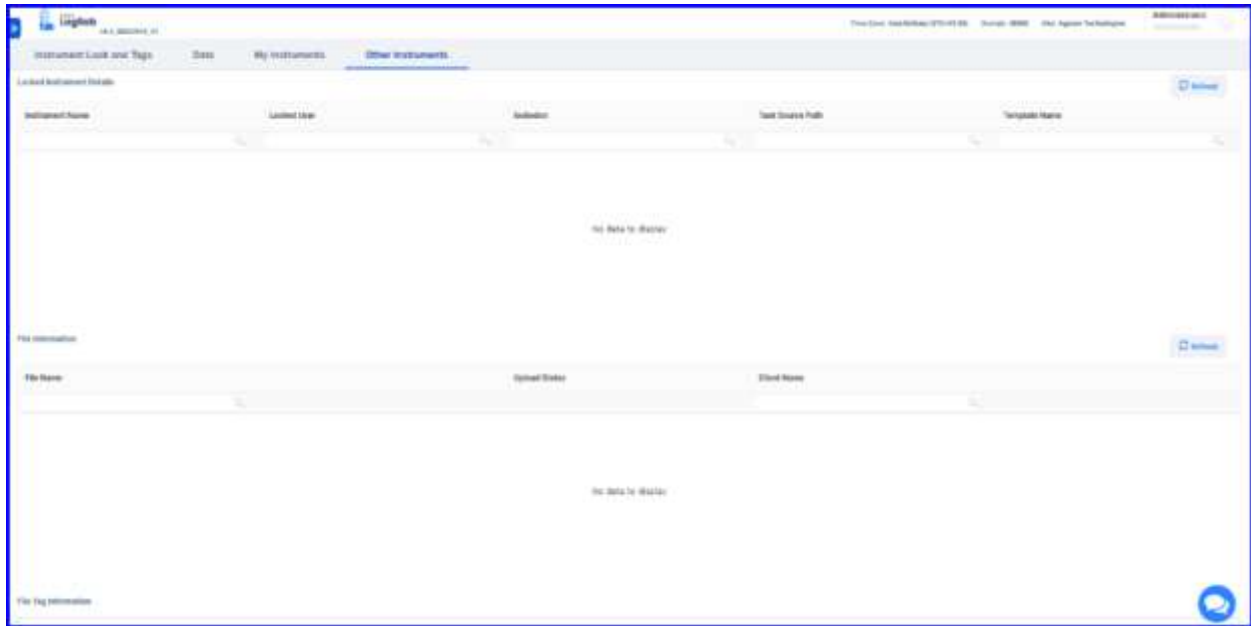 Logilab
Administrator
Instrument Lock and Tags Data My Instruments Other Instruments
Locked Instrument Details
Refresh
Instrument Name Locked User Task Source Path Template Name
No data to display
File Information
Refresh
File Name Upload Status Client Name
No data to display
File Tag Information